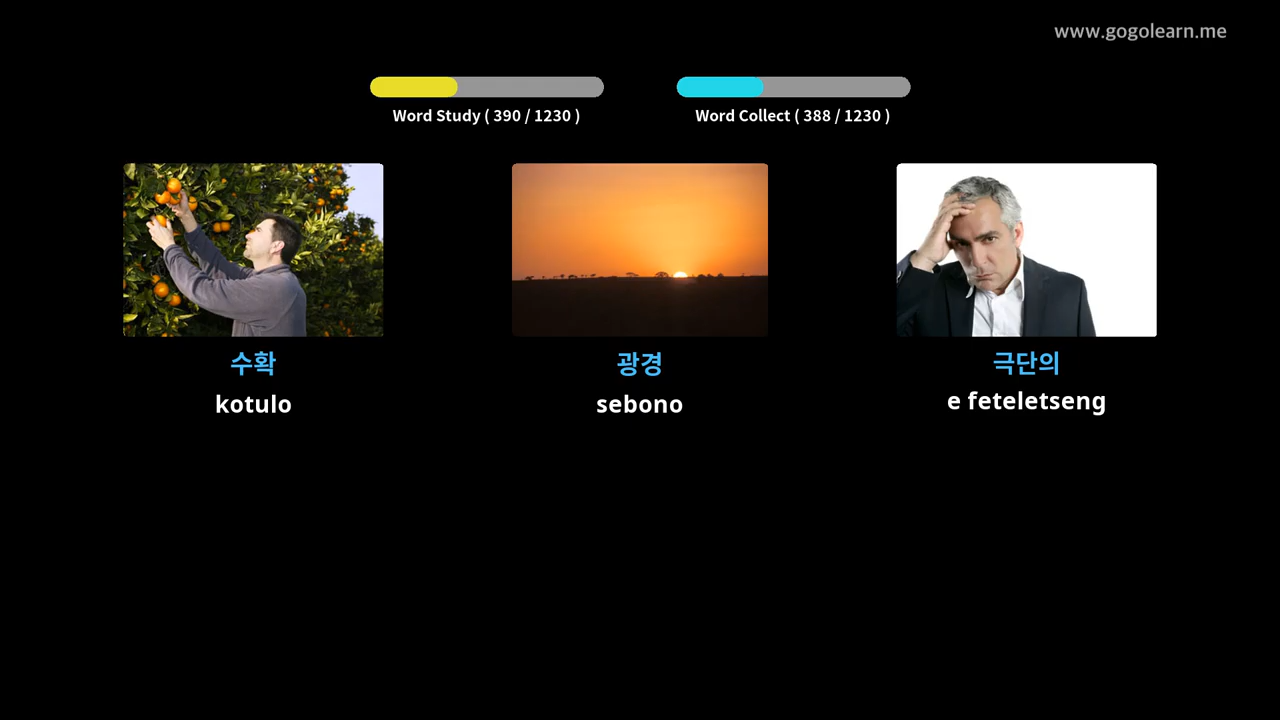 www.gogolearn.me
Word Study ( 390 / 1230 )
Word Collect ( 388 / 1230 )
수확
kotulo
광경
sebono
극단의
e feteletseng